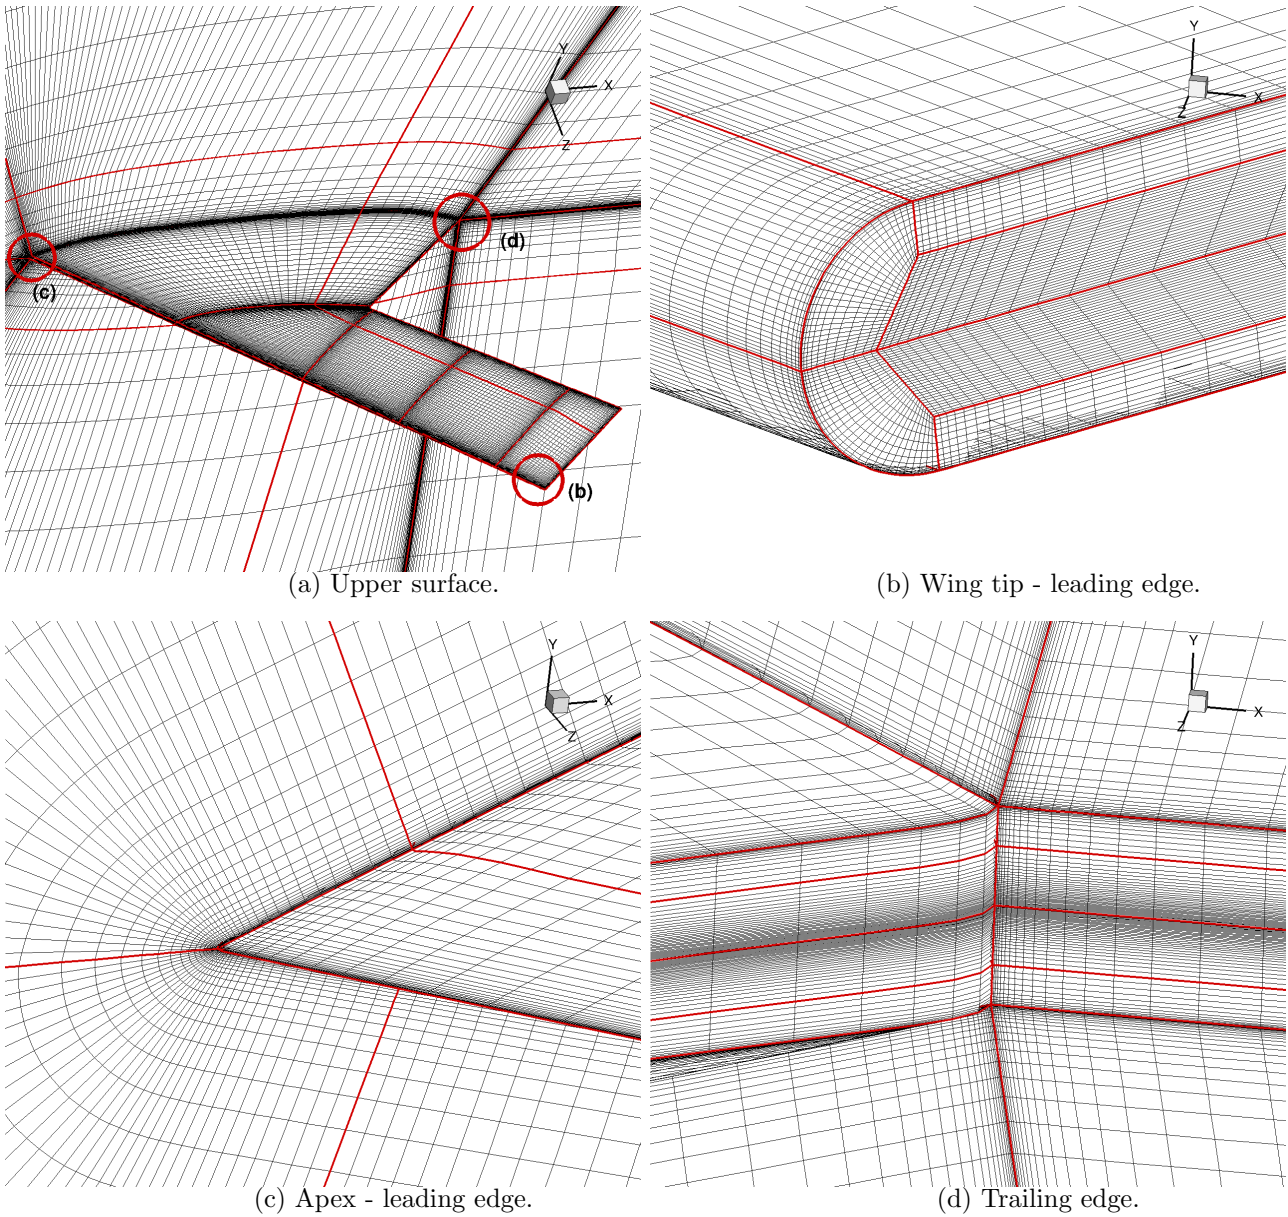 Y
X
Z
(c)
(d)
(b)
(a) Upper surface.
Y
X
Z
(b) Wing tip - leading edge.
Y
X
Z
(c) Apex - leading edge.
Y
X
Z
(d) Trailing edge.